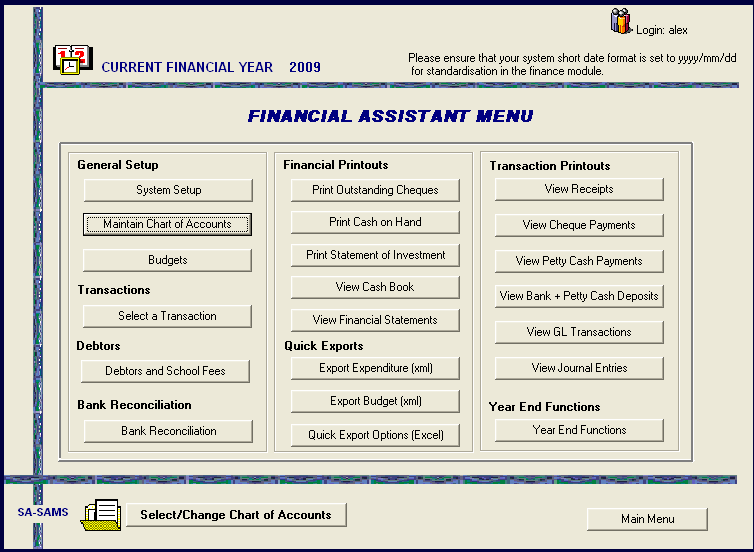 Login: alex
Please ensure that your system short date format is set to yyyy/mm/dd
for standardisation in the finance module.
12
CURRENT FINANCIAL YEAR 2009
FINANCIAL ASSISTANT MENU
General Setup
System Setup
Maintain Chart of Accounts
Budgets
Transactions
Select a Transaction
Debtors
Debtors and School Fees
Bank Reconciliation
Bank Reconciliation
Financial Printouts
Print Outstanding Cheques
Print Cash on Hand
Print Statement of Investment
View Cash Book
View Financial Statements
Quick Exports
Export Expenditure (xml)
Export Budget (xml)
Quick Export Options (Excel)
Transaction Printouts
View Receipts
View Cheque Payments
View Petty Cash Payments
View Bank + Petty Cash Deposits
View GL Transactions
View Journal Entries
Year End Functions
Year End Functions
SA-SAMS
Select/Change Chart of Accounts
Main Menu